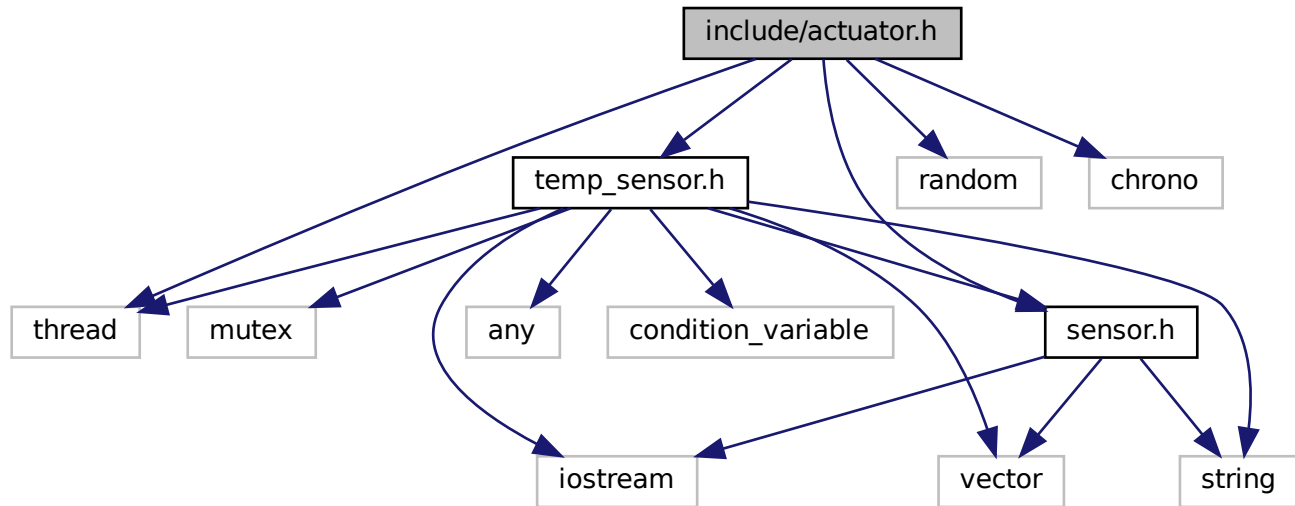 include/actuator.h
temp_sensor.h
random
chrono
thread
mutex
any
condition_variable
sensor.h
iostream
vector
string